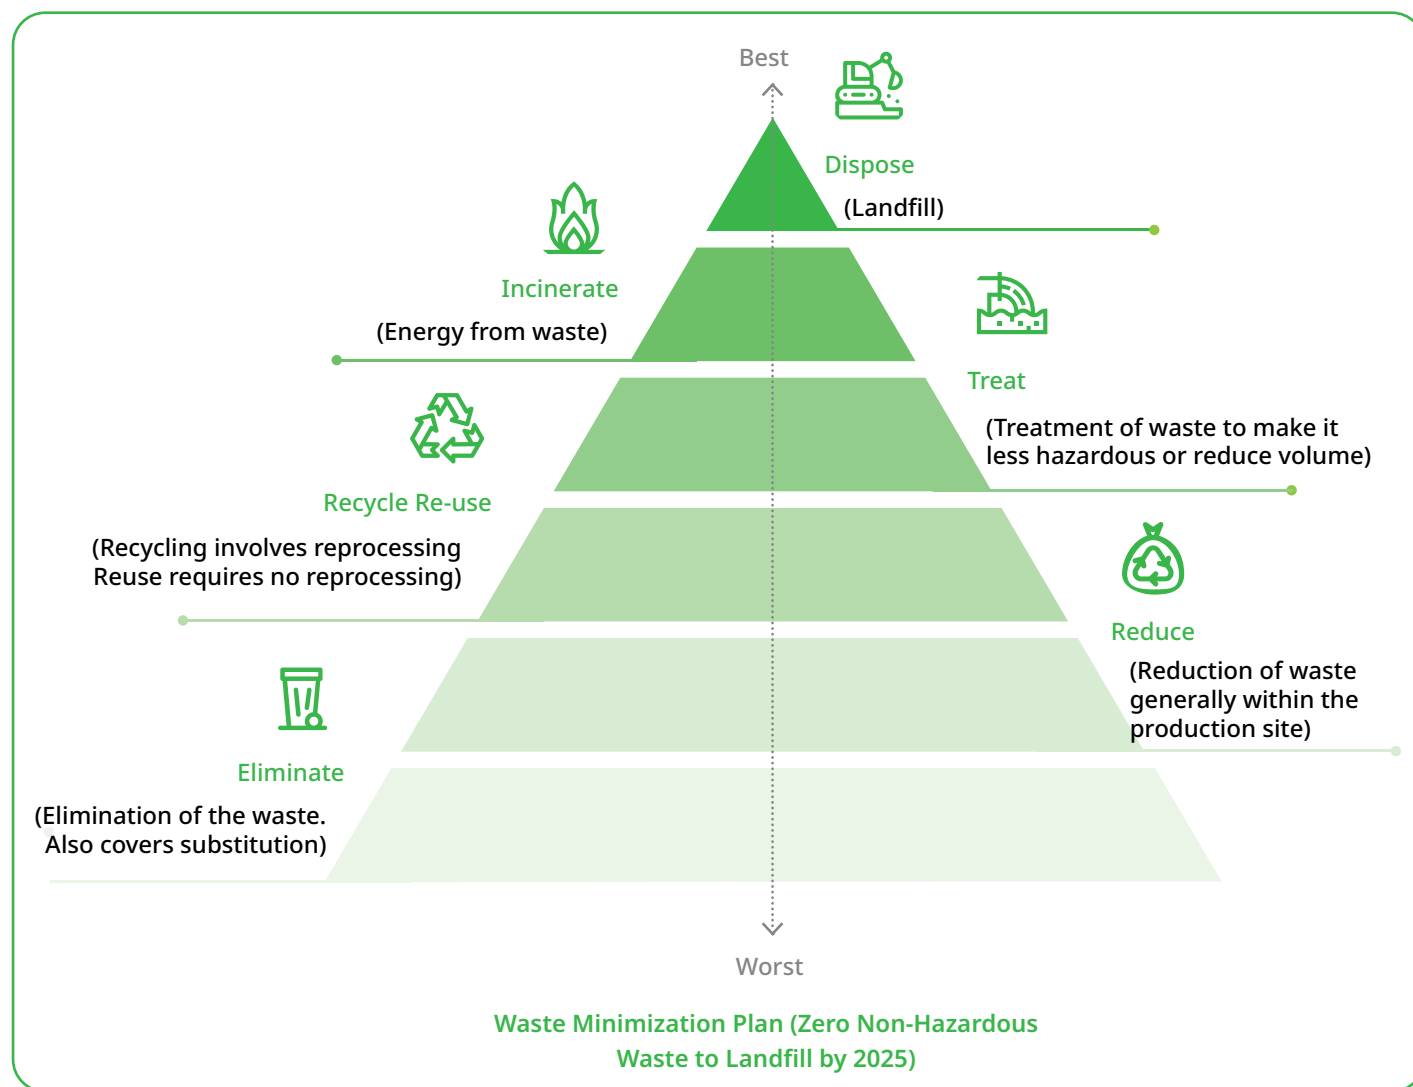 Best
Dispose
(Landfill)
Incinerate
(Energy from waste)
Treat
(Treatment of waste to make it
less hazardous or reduce volume)
Recycle Re-use
(Recycling involves reprocessing
Reuse requires no reprocessing)
Reduce
(Reduction of waste
generally within the
production site)
Eliminate
(Elimination of the waste.
Also covers substitution)
Worst
Waste Minimization Plan (Zero Non-Hazardous
Waste to Landfill by 2025)